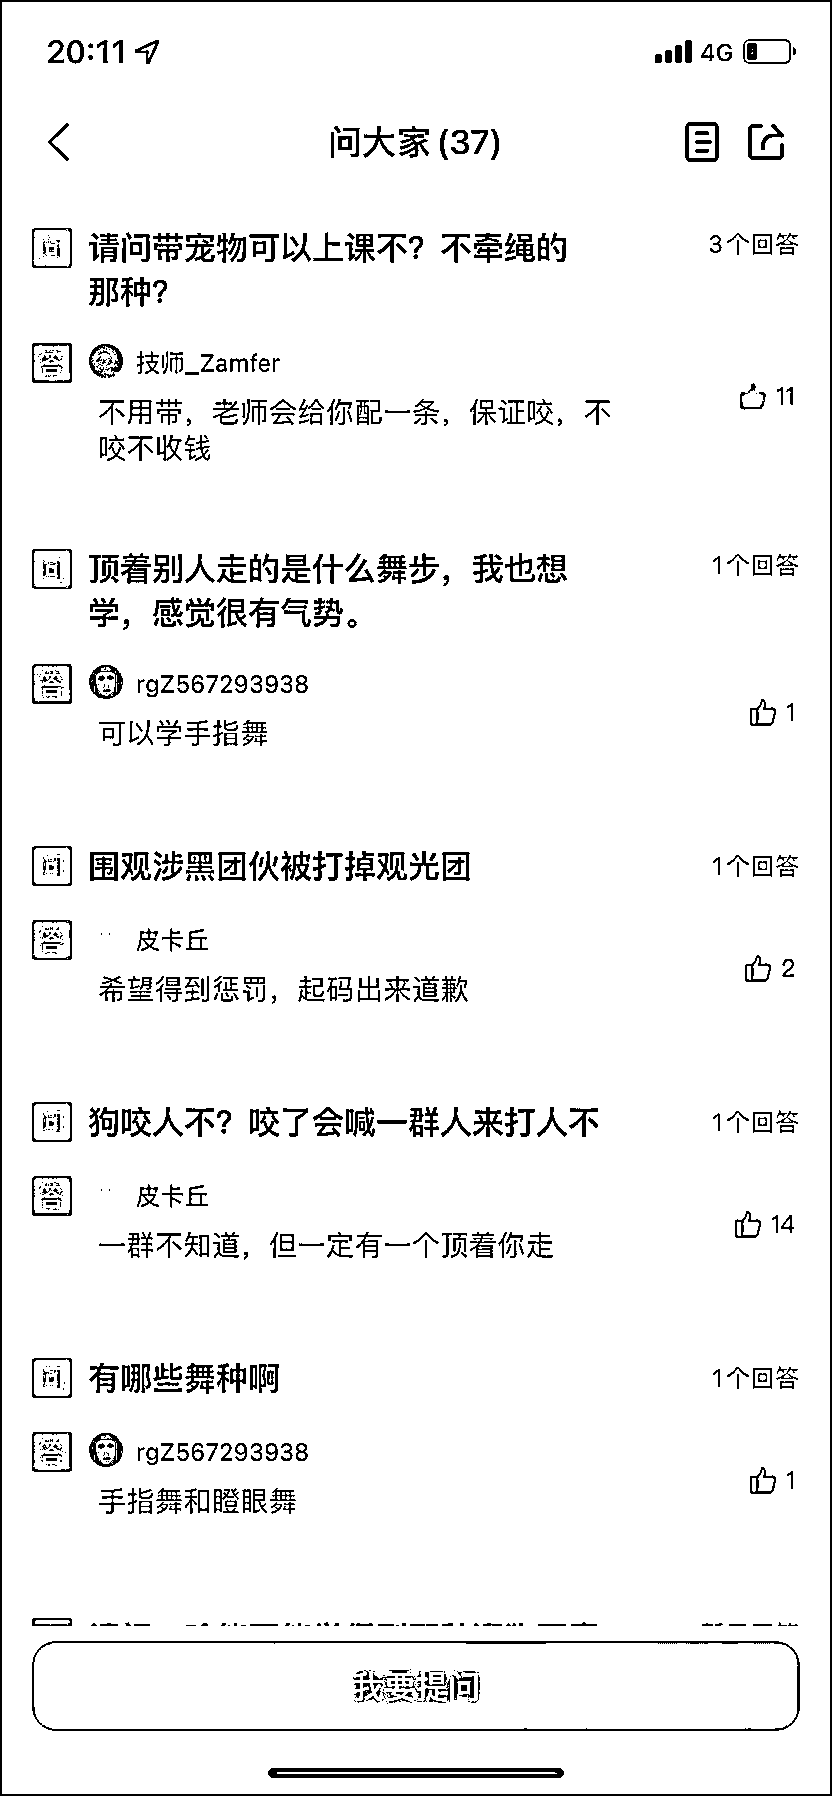 20:11 4G
问大家 (37)
问 请问带宠物可以上课不？不牵绳的 3个回答
那种？
答 技师_Zamfer
不用带，老师会给你配一条，保证咬，不 11
咬不收钱
问 顶着别人走的是什么舞步，我也想 1个回答
学，感觉很有气势。
答 rgZ567293938
可以学手指舞 1
问 围观涉黑团伙被打掉观光团 1个回答
答 皮卡丘
希望得到惩罚，起码出来道歉 2
问 狗咬人不？咬了会喊一群人来打人不 1个回答
答 皮卡丘
一群不知道，但一定有一个顶着你走 14
问 有哪些舞种啊 1个回答
答 rgZ567293938
手指舞和瞪眼舞 1
我要提问